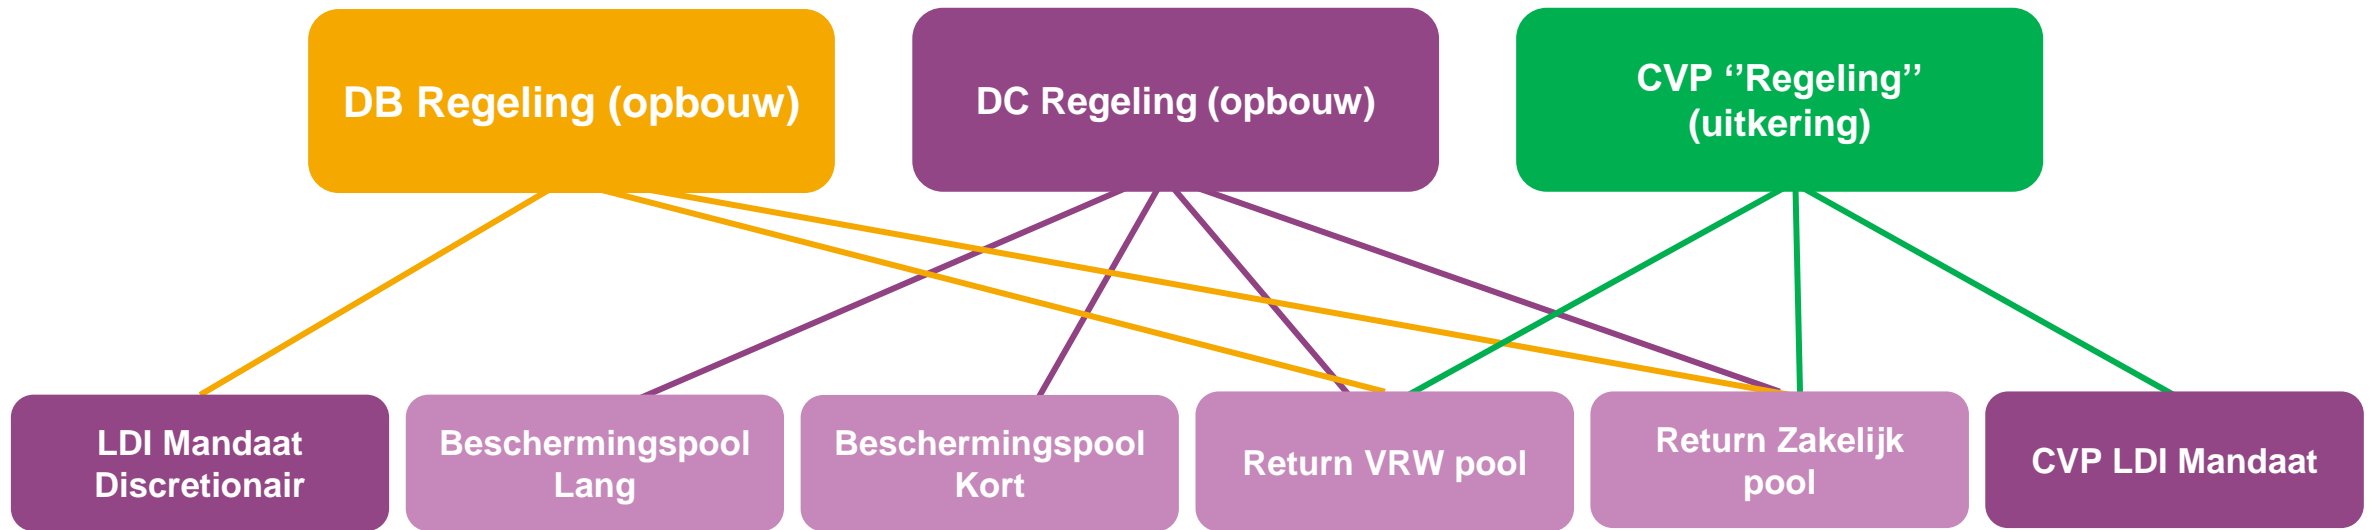 DB Regeling (opbouw)
DC Regeling (opbouw)
CVP ‘’Regeling’’
(uitkering)
LDI Mandaat
Discretionair
Beschermingspool
Lang
Beschermingspool
Kort
Return VRW pool
Return Zakelijk
pool
CVP LDI Mandaat